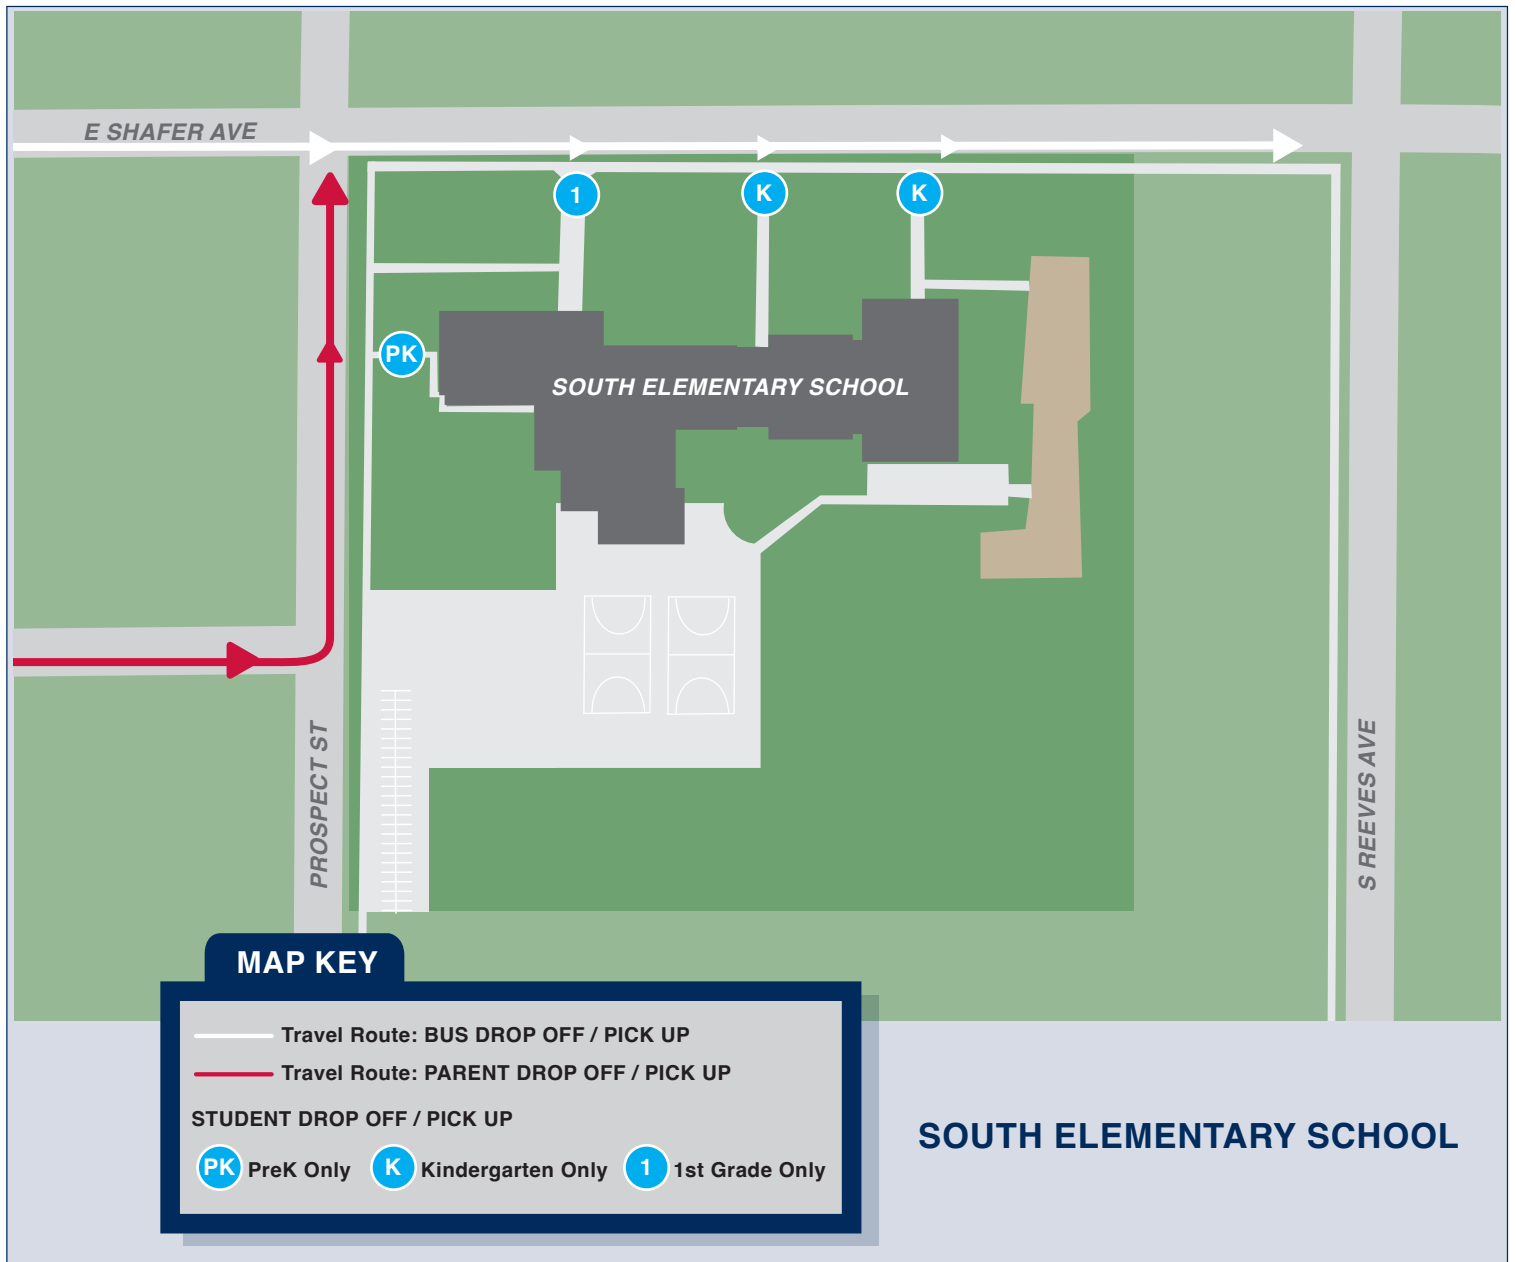 E SHAFER AVE
1
K
K
PK
SOUTH ELEMENTARY SCHOOL
PROSPECT ST
S REEVES AVE
MAP KEY
Travel Route: BUS DROP OFF / PICK UP
Travel Route: PARENT DROP OFF / PICK UP
STUDENT DROP OFF / PICK UP
PK PreK Only K Kindergarten Only 1 1st Grade Only
SOUTH ELEMENTARY SCHOOL